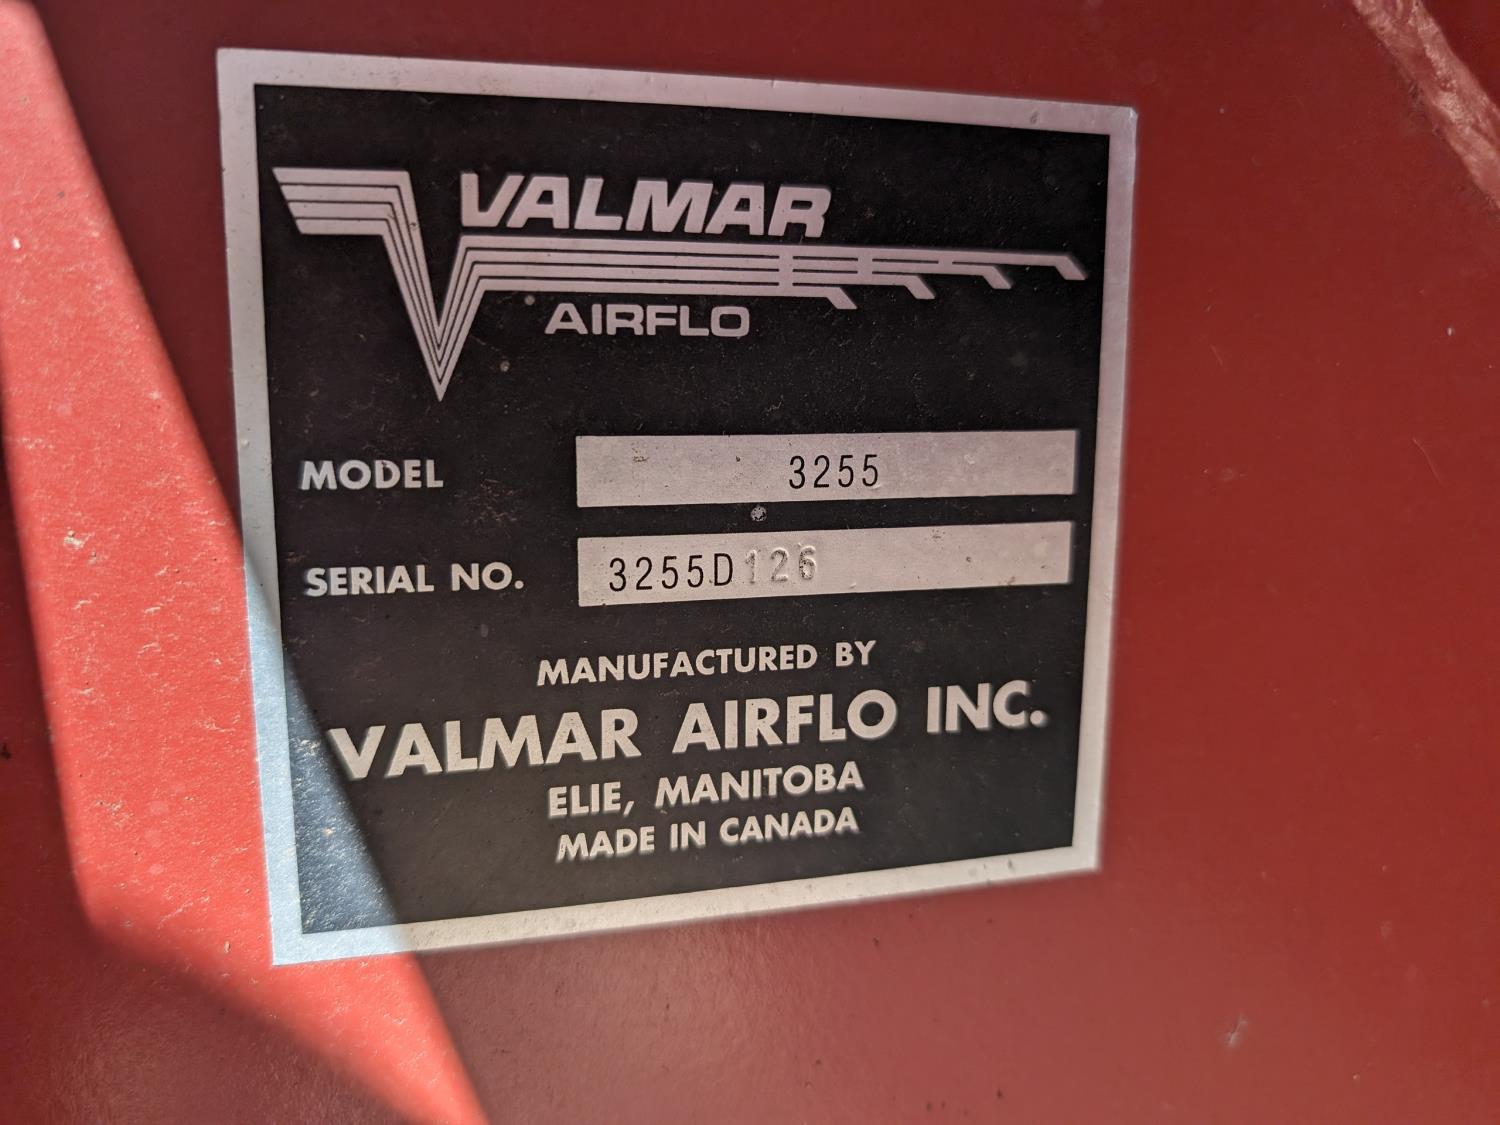 VALMAR
AIRFLO
MODEL 3255
SERIAL NO. 3255D126
MANUFACTURED BY
VALMAR AIRFLO INC.
ELIE, MANITOBA
MADE IN CANADA